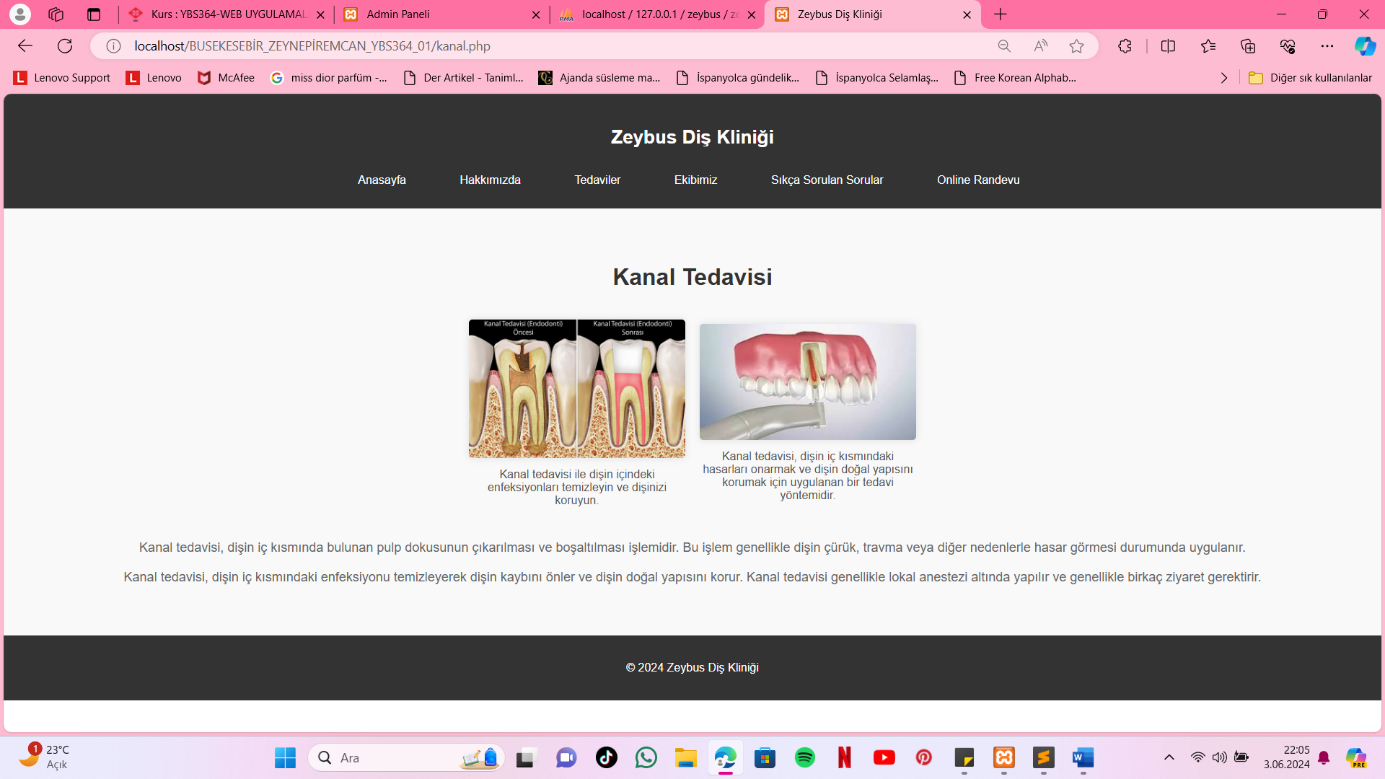 Kurs : YBS364-WEB UYGULAMAL
Admin Paneli
localhost / 127.0.0.1 / zeybus / ze
Zeybus Diş Kliniği
localhost/BUSEKESEBİR_ZEYNEPİREMCAN_YBS364_01/kanal.php
Lenovo Support
Lenovo
McAfee
miss dior parfüm -...
Der Artikel - Tanıml...
Ajanda süsleme ma...
İspanyolca gündelik...
İspanyolca Selamlaş...
Free Korean Alphab...
Diğer sık kullanılanlar
Zeybus Diş Kliniği
Anasayfa
Hakkımızda
Tedaviler
Ekibimiz
Sıkça Sorulan Sorular
Online Randevu
Kanal Tedavisi
Kanal Tedavisi (Endodonti)
Öncesi
Kanal Tedavisi (Endodonti)
Sonrası
Kanal tedavisi ile dişin içindeki
enfeksiyonları temizleyin ve dişinizi
koruyun.
Kanal tedavisi, dişin iç kısmındaki
hasarları onarmak ve dişin doğal yapısını
korumak için uygulanan bir tedavi
yöntemidir.
Kanal tedavisi, dişin iç kısmında bulunan pulp dokusunun çıkarılması ve boşaltılması işlemidir. Bu işlem genellikle dişin çürük, travma veya diğer nedenlerle hasar görmesi durumunda uygulanır.
Kanal tedavisi, dişin iç kısmındaki enfeksiyonu temizleyerek dişin kaybını önler ve dişin doğal yapısını korur. Kanal tedavisi genellikle lokal anestezi altında yapılır ve genellikle birkaç ziyaret gerektirir.
© 2024 Zeybus Diş Kliniği
1
23°C
Açık
Ara
22:05
3.06.2024
PRE